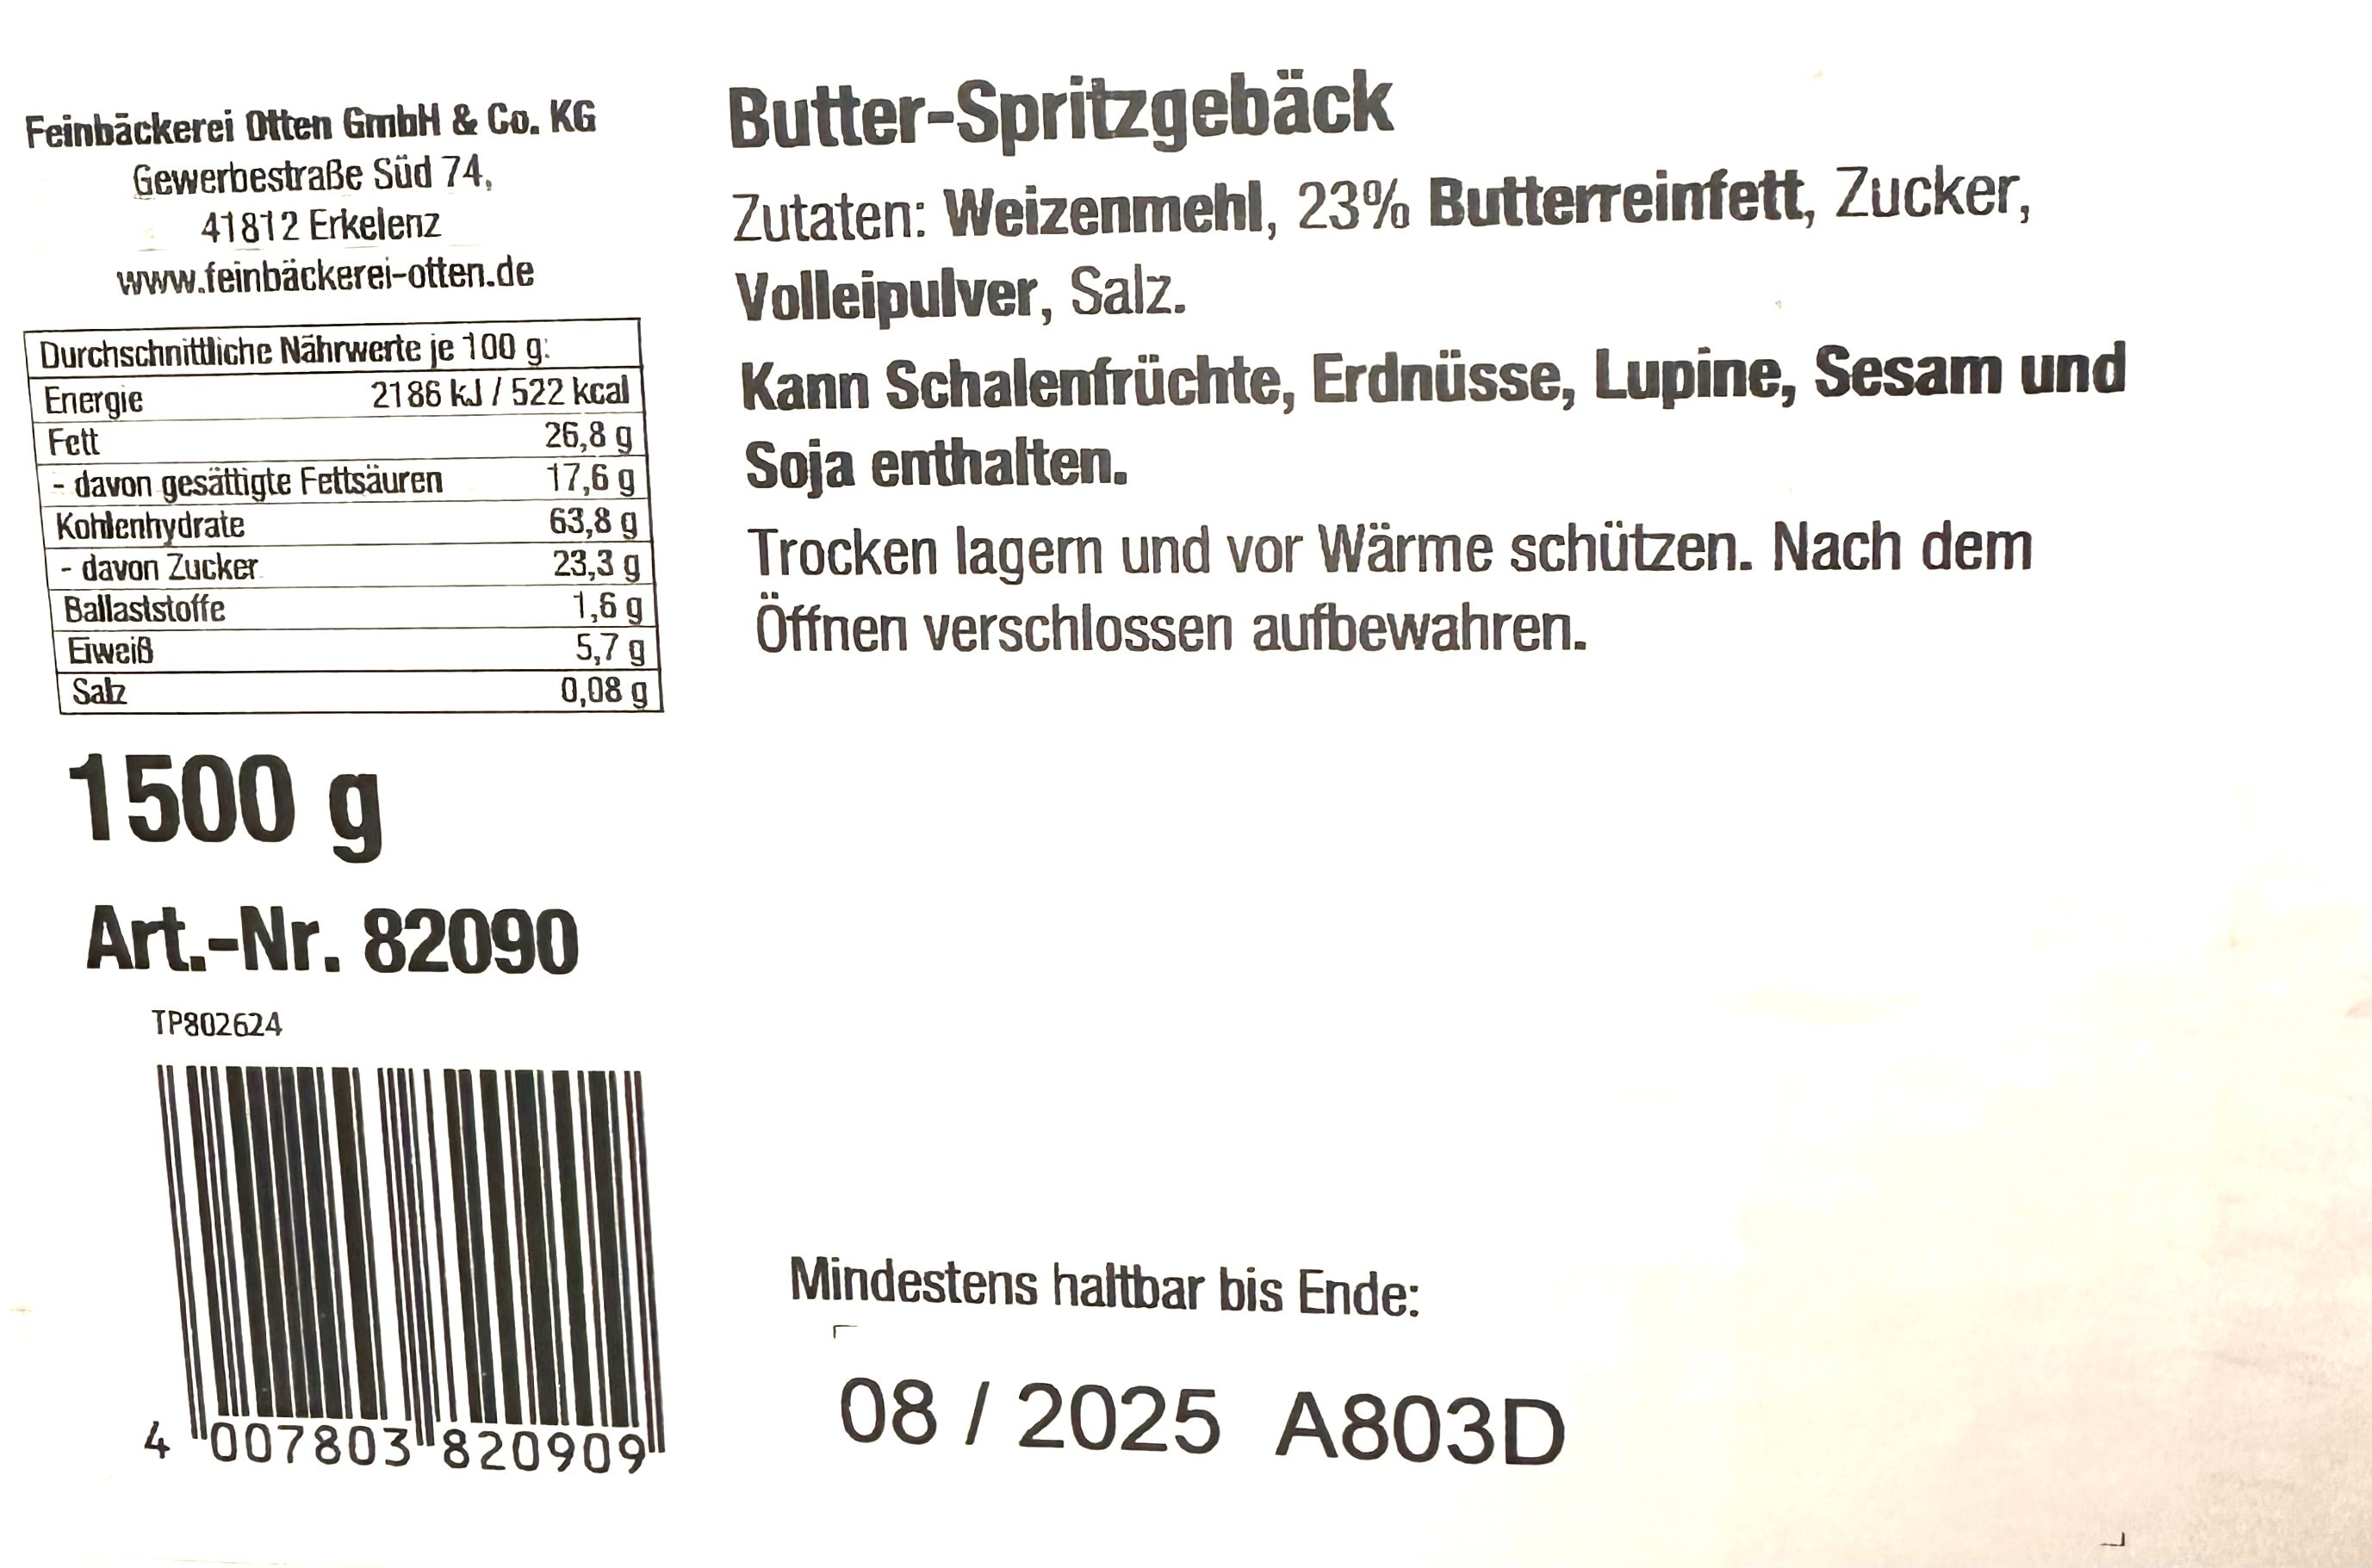 Feinbäckerei Otten GmbH & Co. KG
Gewerbestraße Süd 74,
41812 Erkelenz
www.feinbäckerei-otten.de
Durchschnittliche Nährwerte je 100 g:
Energie 2186 kJ / 522 kcal
Fett 26,8 g
- davon gesättigte Fettsäuren 17,6 g
Kohlenhydrate 63,8 g
- davon Zucker 23,3 g
Ballaststoffe 1,6 g
Eiweiß 5,7 g
Salz 0,08 g
1500 g
Art.-Nr. 82090
TP802624
4 007803 820909
Butter-Spritzgebäck
Zutaten: Weizenmehl, 23% Butterreinfett, Zucker,
Volleipulver, Salz.
Kann Schalenfrüchte, Erdnüsse, Lupine, Sesam und
Soja enthalten.
Trocken lagern und vor Wärme schützen. Nach dem
Öffnen verschlossen aufbewahren.
Mindestens haltbar bis Ende:
08 / 2025 A803D